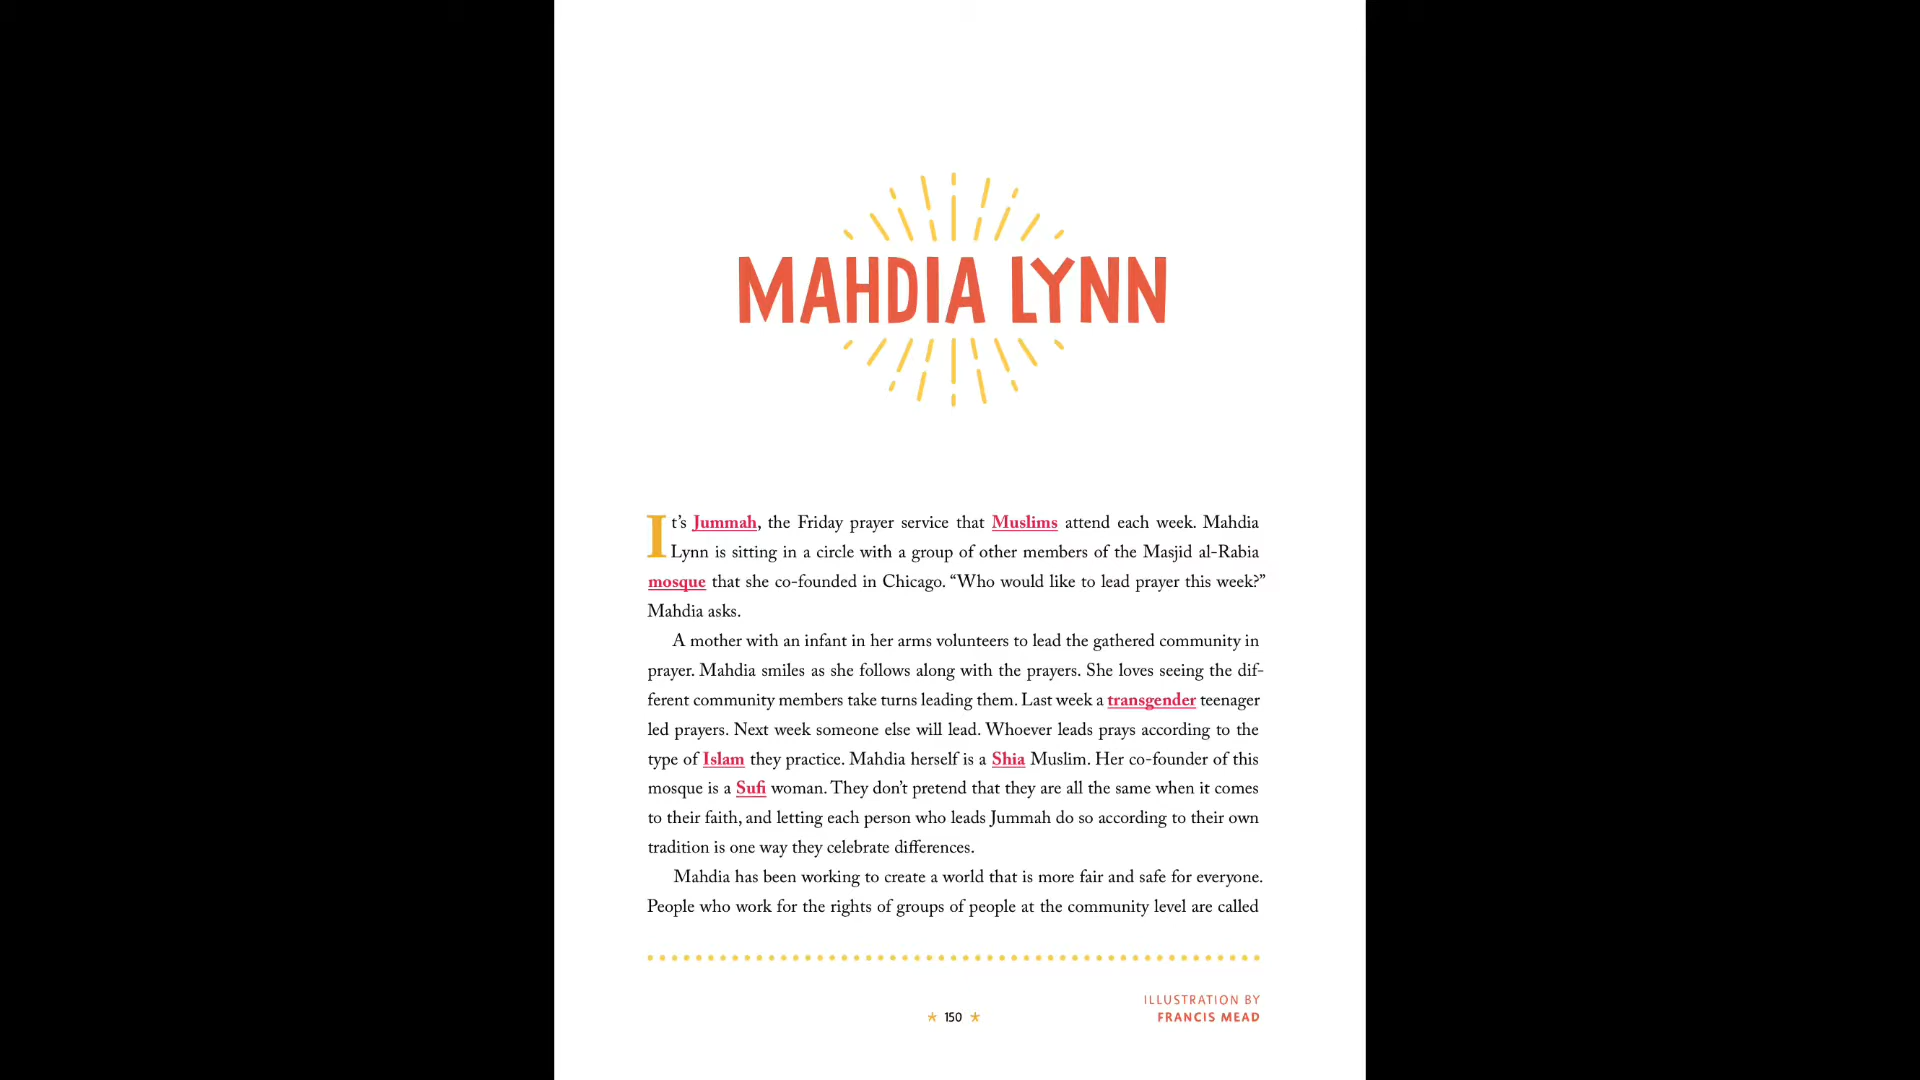 MAHDIA LYNN
It’s Jummah, the Friday prayer service that Muslims attend each week. Mahdia
Lynn is sitting in a circle with a group of other members of the Masjid al-Rabia
mosque that she co-founded in Chicago. “Who would like to lead prayer this week?”
Mahdia asks.
A mother with an infant in her arms volunteers to lead the gathered community in
prayer. Mahdia smiles as she follows along with the prayers. She loves seeing the dif-
ferent community members take turns leading them. Last week a transgender teenager
led prayers. Next week someone else will lead. Whoever leads prays according to the
type of Islam they practice. Mahdia herself is a Shia Muslim. Her co-founder of this
mosque is a Sufi woman. They don’t pretend that they are all the same when it comes
to their faith, and letting each person who leads Jummah do so according to their own
tradition is one way they celebrate differences.
Mahdia has been working to create a world that is more fair and safe for everyone.
People who work for the rights of groups of people at the community level are called
150
ILLUSTRATION BY
FRANCIS MEAD